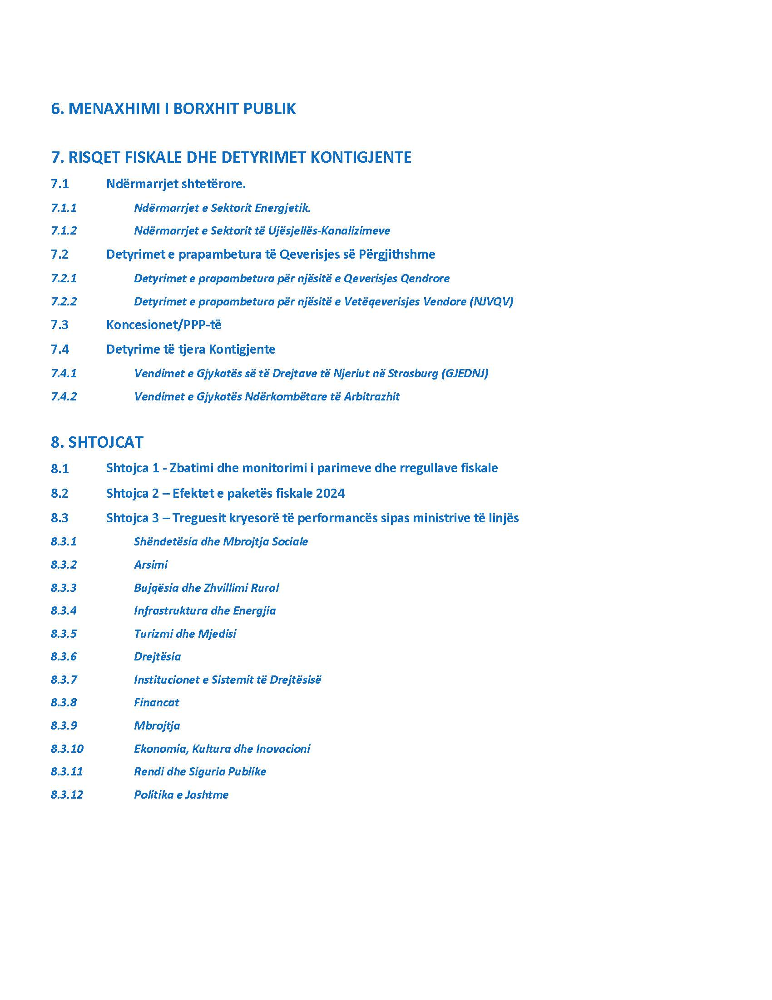 6. MENAXHIMI I BORXHIT PUBLIK
7. RISQET FISKALE DHE DETYRIMET KONTIGJENTE
7.1 Ndërmarrjet shtetërore.
7.1.1 Ndërmarrjet e Sektorit Energjetik.
7.1.2 Ndërmarrjet e Sektorit të Ujësjellës-Kanalizimeve
7.2 Detyrimet e prapambetura të Qeverisjes së Përgjithshme
7.2.1 Detyrimet e prapambetura për njësitë e Qeverisjes Qendrore
7.2.2 Detyrimet e prapambetura për njësitë e Vetëqeverisjes Vendore (NJVQV)
7.3 Koncesionet/PPP-të
7.4 Detyrime të tjera Kontigjente
7.4.1 Vendimet e Gjykatës së të Drejtave të Njeriut në Strasburg (GJEDNJ)
7.4.2 Vendimet e Gjykatës Ndërkombëtare të Arbitrazhit
8. SHTOJCAT
8.1 Shtojca 1 - Zbatimi dhe monitorimi i parimeve dhe rregullave fiskale
8.2 Shtojca 2 – Efektet e paketës fiskale 2024
8.3 Shtojca 3 – Treguesit kryesorë të performancës sipas ministrive të linjës
8.3.1 Shëndetësia dhe Mbrojtja Sociale
8.3.2 Arsimi
8.3.3 Bujqësia dhe Zhvillimi Rural
8.3.4 Infrastruktura dhe Energjia
8.3.5 Turizmi dhe Mjedisi
8.3.6 Drejtësia
8.3.7 Institucionet e Sistemit të Drejtësisë
8.3.8 Financat
8.3.9 Mbrojtja
8.3.10 Ekonomia, Kultura dhe Inovacioni
8.3.11 Rendi dhe Siguria Publike
8.3.12 Politika e Jashtme